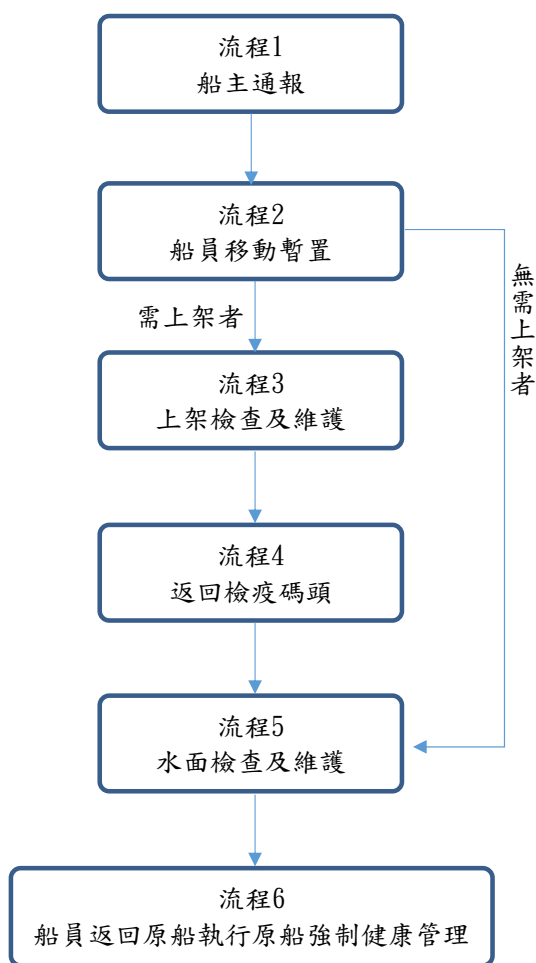 流程1
船主通報
流程2
船員移動暫置
需上架者
無需上架者
流程3
上架檢查及維護
流程4
返回檢疫碼頭
流程5
水面檢查及維護
流程6
船員返回原船執行原船強制健康管理